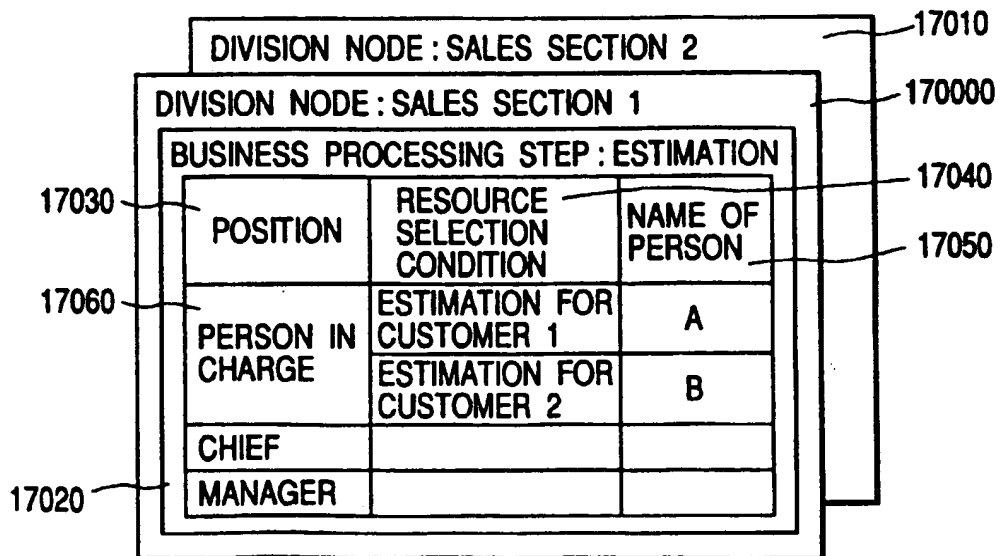 17010
DIVISION NODE : SALES SECTION 2
170000
DIVISION NODE : SALES SECTION 1
BUSINESS PROCESSING STEP : ESTIMATION
17030
POSITION
RESOURCE
SELECTION
CONDITION
17040
NAME OF
PERSON
17050
17060
PERSON IN
CHARGE
ESTIMATION FOR
CUSTOMER 1
A
ESTIMATION FOR
CUSTOMER 2
B
CHIEF
MANAGER
17020